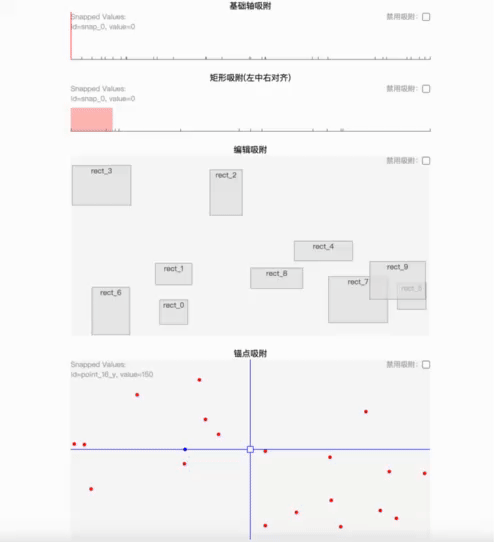 基础轴吸附
Snapped Values:
禁用吸附:
id=snap_0, value=0
矩形吸附(左中右对齐)
Snapped Values:
禁用吸附:
id=snap_0, value=0
编辑吸附
禁用吸附:
rect_3
rect_2
rect_4
rect_1
rect_8
rect_9
rect_7
rect_5
rect_6
rect_0
锚点吸附
Snapped Values:
禁用吸附:
id=point_16_y, value=150